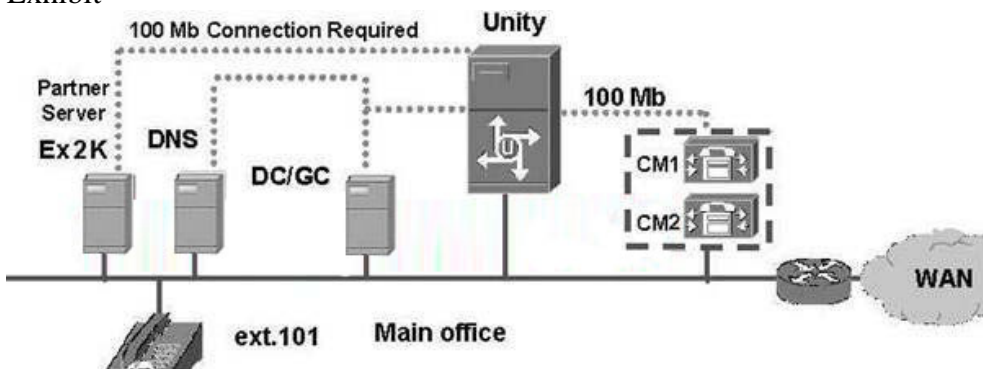 Exhibit
100 Mb Connection Required
Unity
Partner
Server
Ex2K
DNS
DC/GC
100 Mb
CM1
CM2
U
WAN
ext.101
Main office